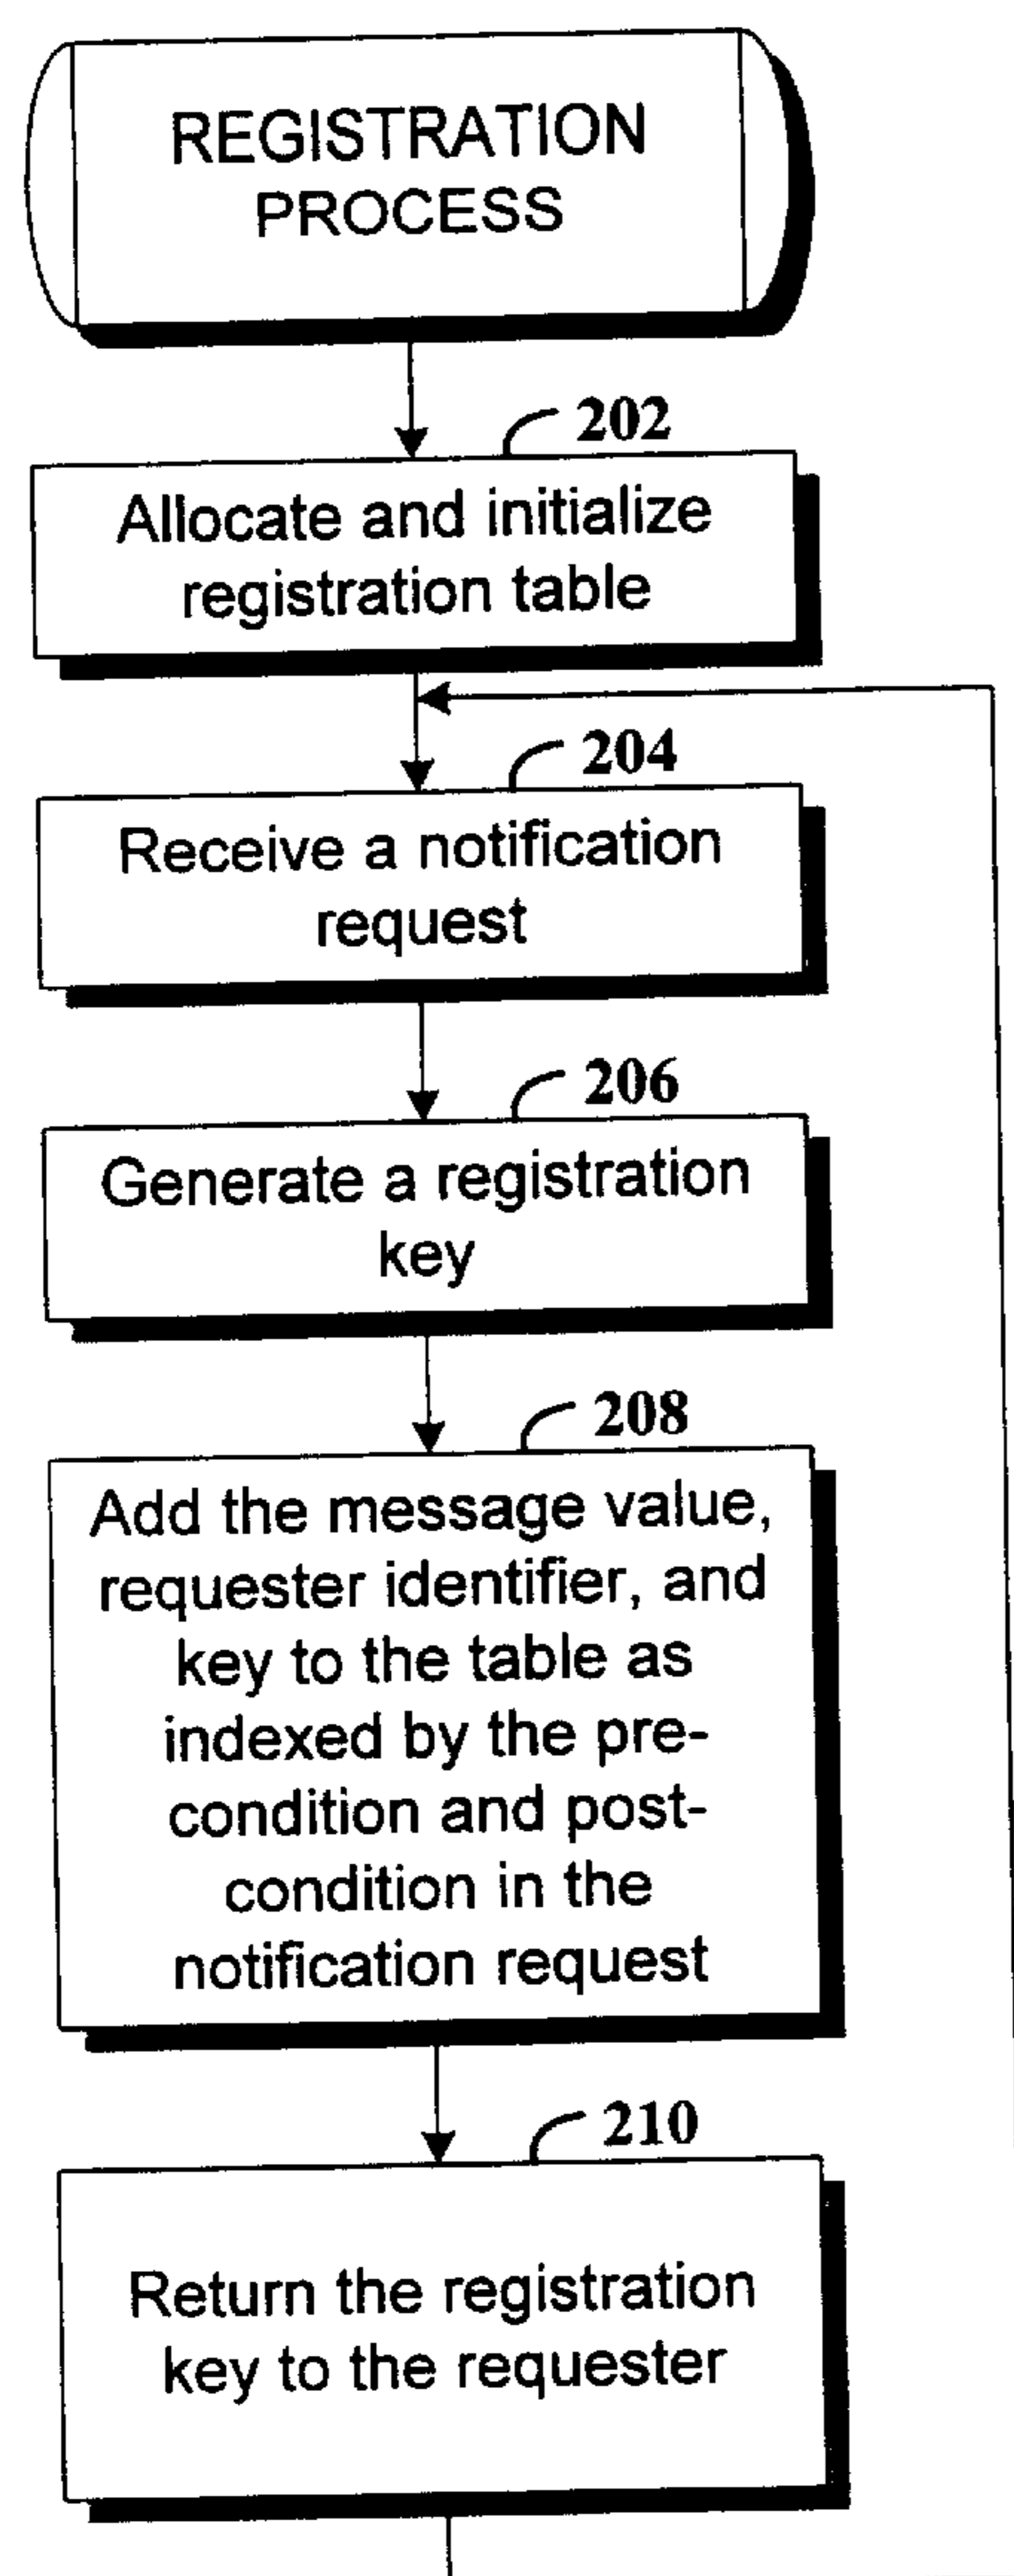 REGISTRATION
PROCESS
202
Allocate and initialize
registration table
204
Receive a notification
request
206
Generate a registration
key
208
Add the message value,
requester identifier, and
key to the table as
indexed by the pre-
condition and post-
condition in the
notification request
210
Return the registration
key to the requester